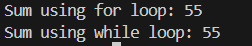 Sum using for loop: 55
Sum using while loop: 55